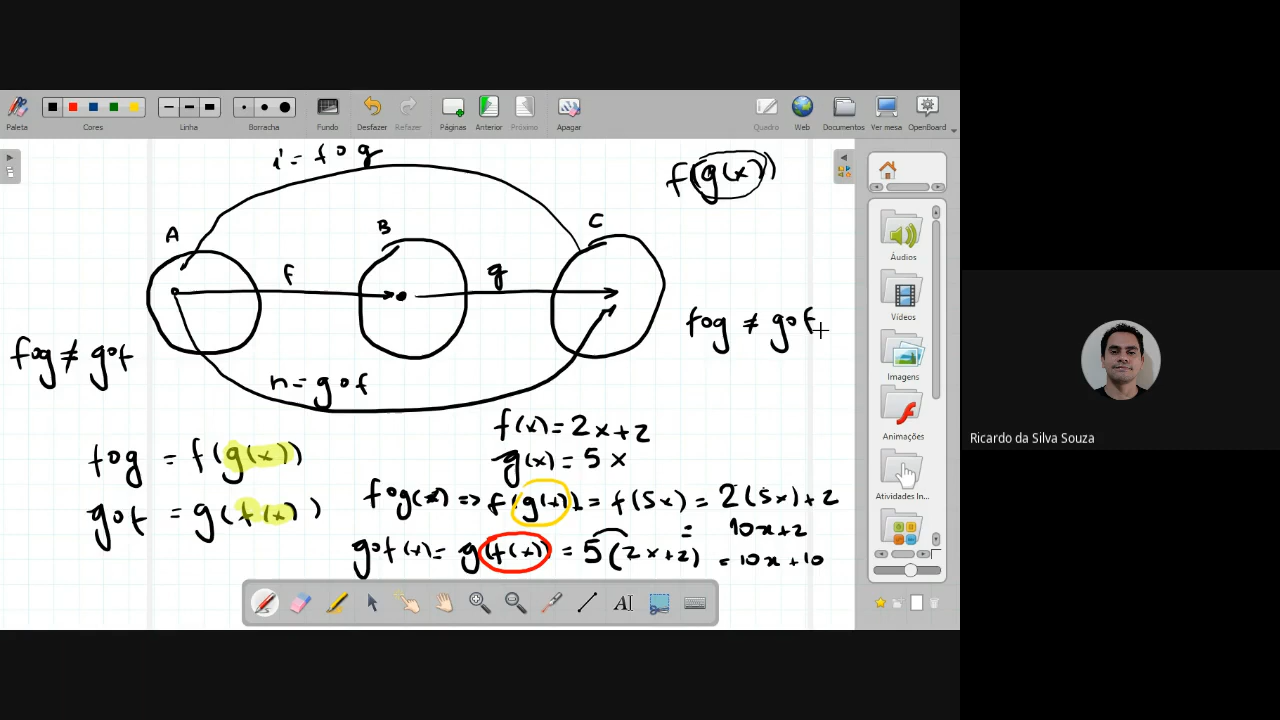 Paleta
Cores
Linha
Borracha
Fundo
Desfazer
Refazer
Páginas
Anterior
Próximo
Apagar
Quadro
Web
Documentos
Ver mesa
OpenBoard
i = f o g
f(g(x))
A
B
C
f
g
fog ≠ gof
fog ≠ gof
h = g o f
f(x) = 2x+2
g(x) = 5x
fog = f(g(x))
gof = g(f(x))
fog(x) => f(g(x)) = f(5x) = 2(5x)+2
= 10x+2
gof(x) = g(f(x)) = 5(2x+2) = 10x+10
Áudios
Vídeos
Imagens
Animações
Atividades In...
AI
Ricardo da Silva Souza